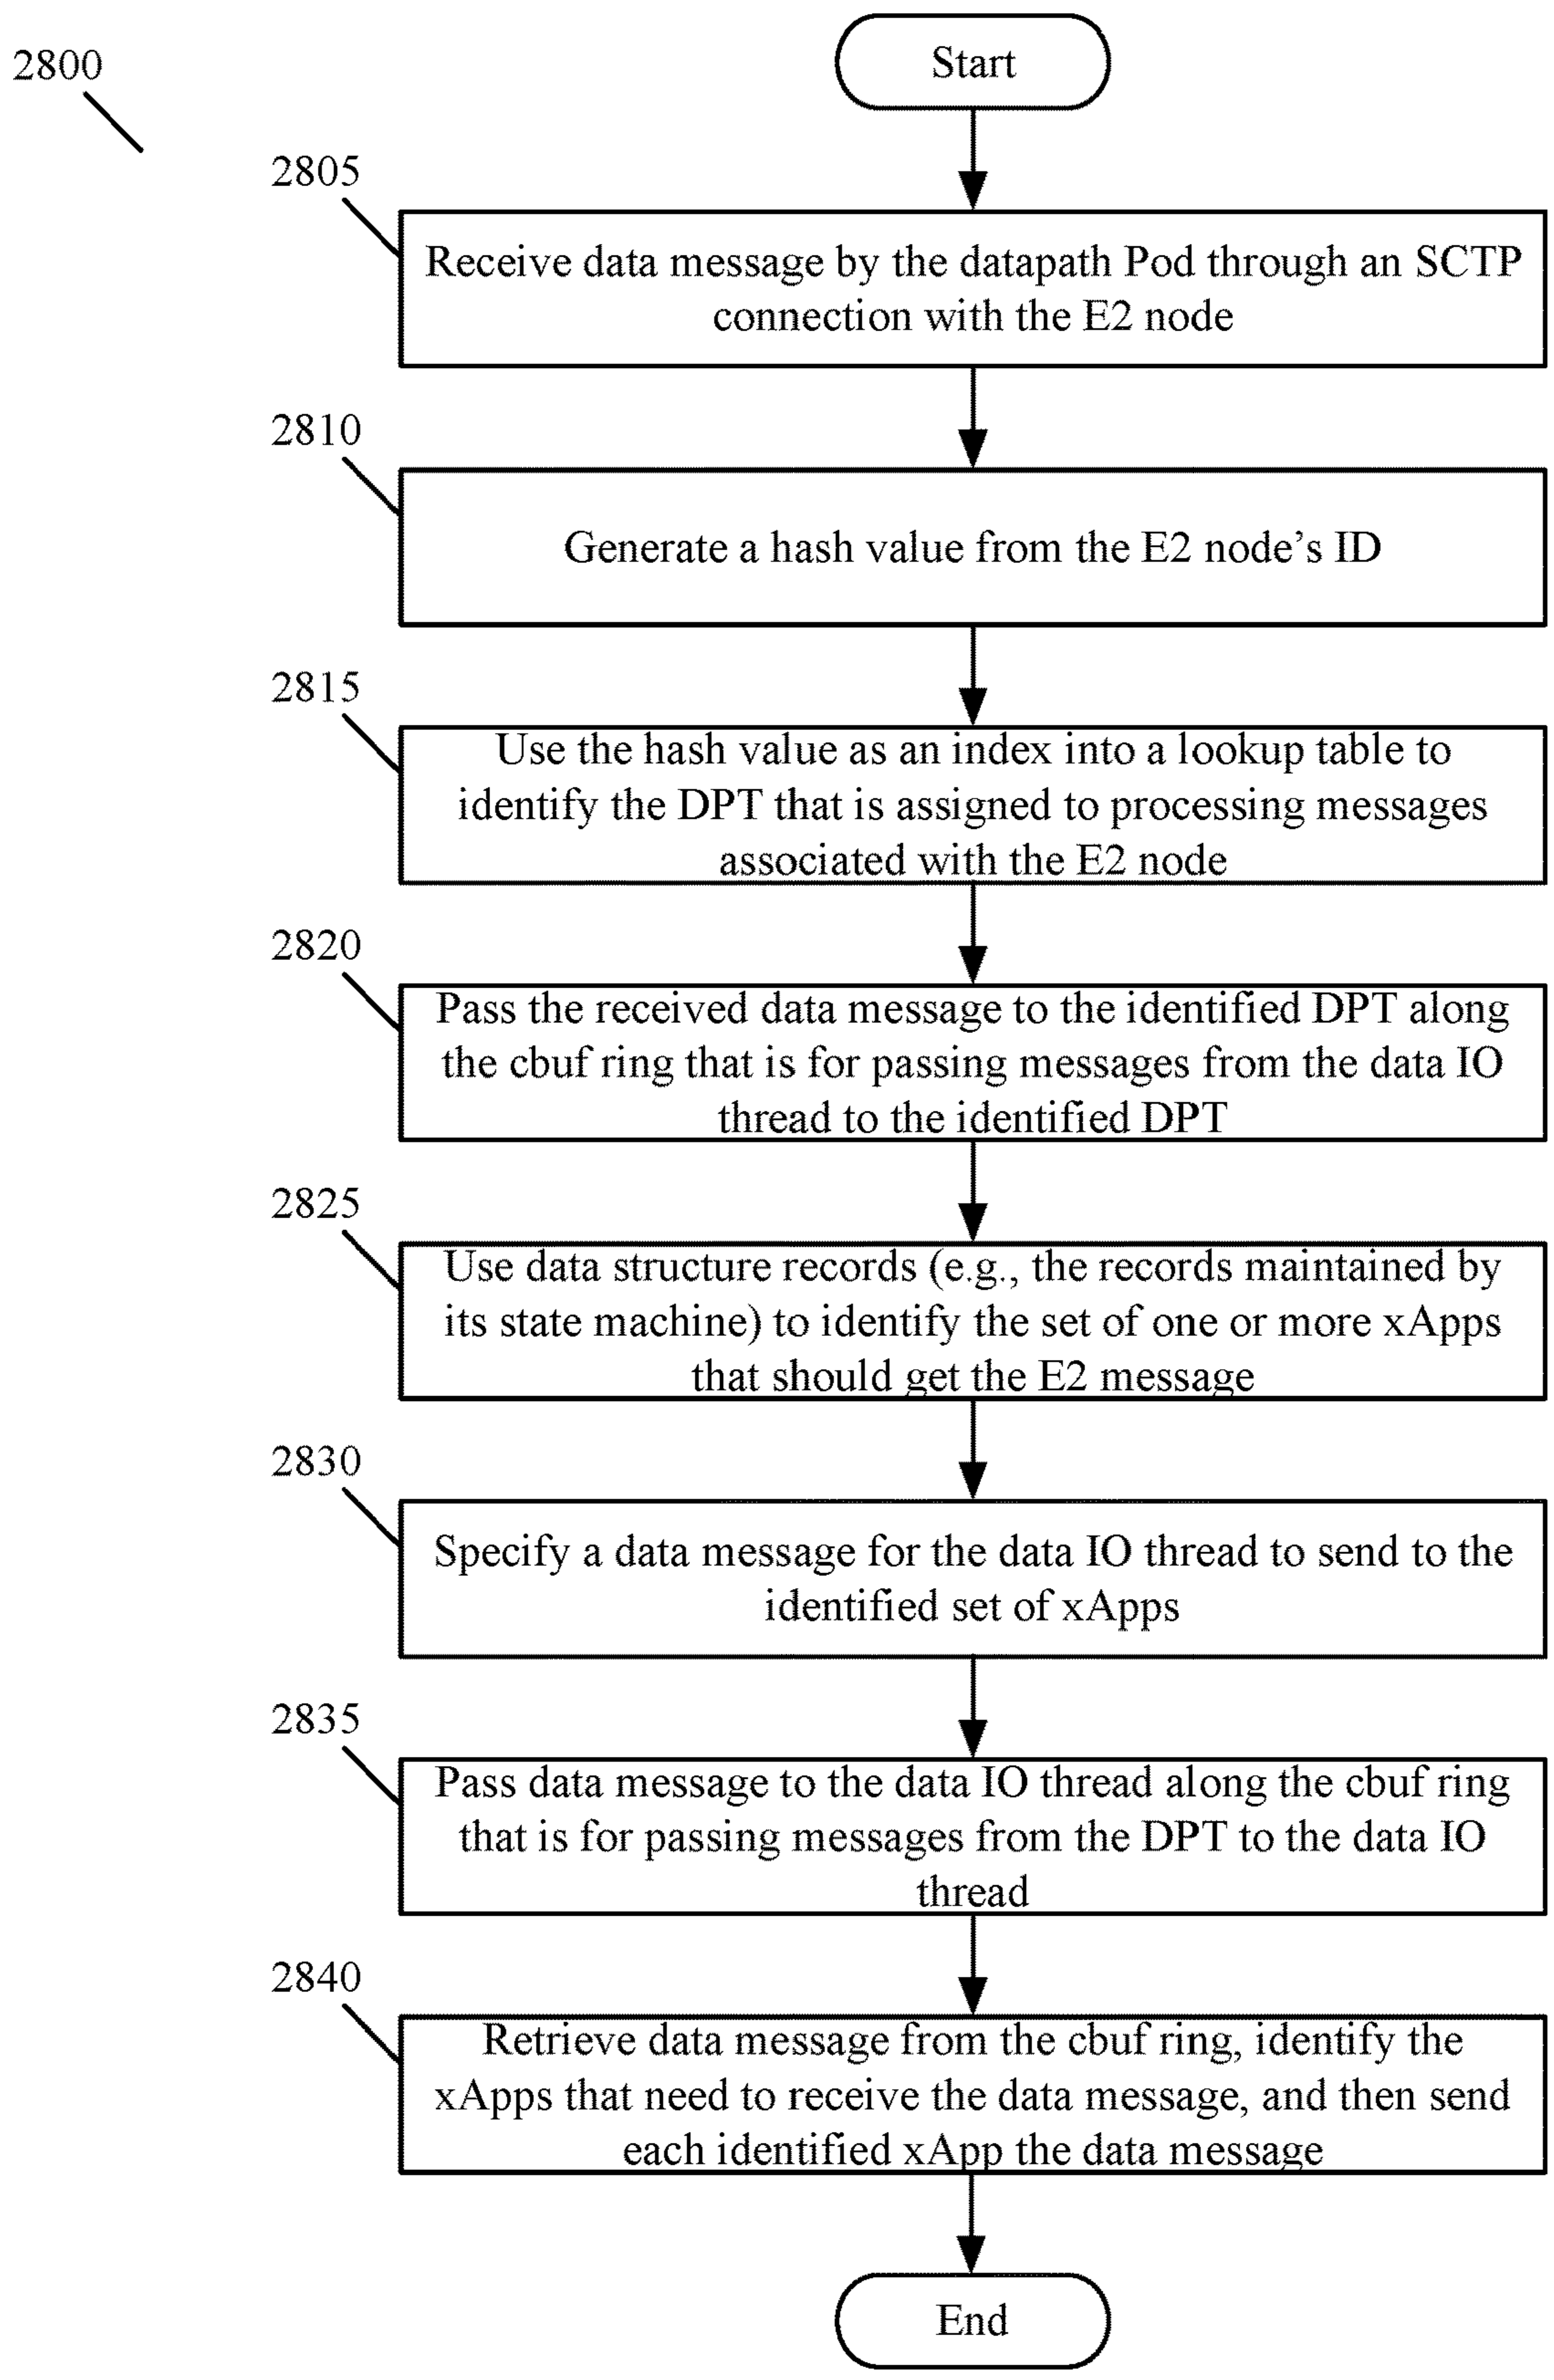 2800
Start
2805
Receive data message by the datapath Pod through an SCTP
connection with the E2 node
2810
Generate a hash value from the E2 node’s ID
2815
Use the hash value as an index into a lookup table to
identify the DPT that is assigned to processing messages
associated with the E2 node
2820
Pass the received data message to the identified DPT along
the cbuf ring that is for passing messages from the data IO
thread to the identified DPT
2825
Use data structure records (e.g., the records maintained by
its state machine) to identify the set of one or more xApps
that should get the E2 message
2830
Specify a data message for the data IO thread to send to the
identified set of xApps
2835
Pass data message to the data IO thread along the cbuf ring
that is for passing messages from the DPT to the data IO
thread
2840
Retrieve data message from the cbuf ring, identify the
xApps that need to receive the data message, and then send
each identified xApp the data message
End